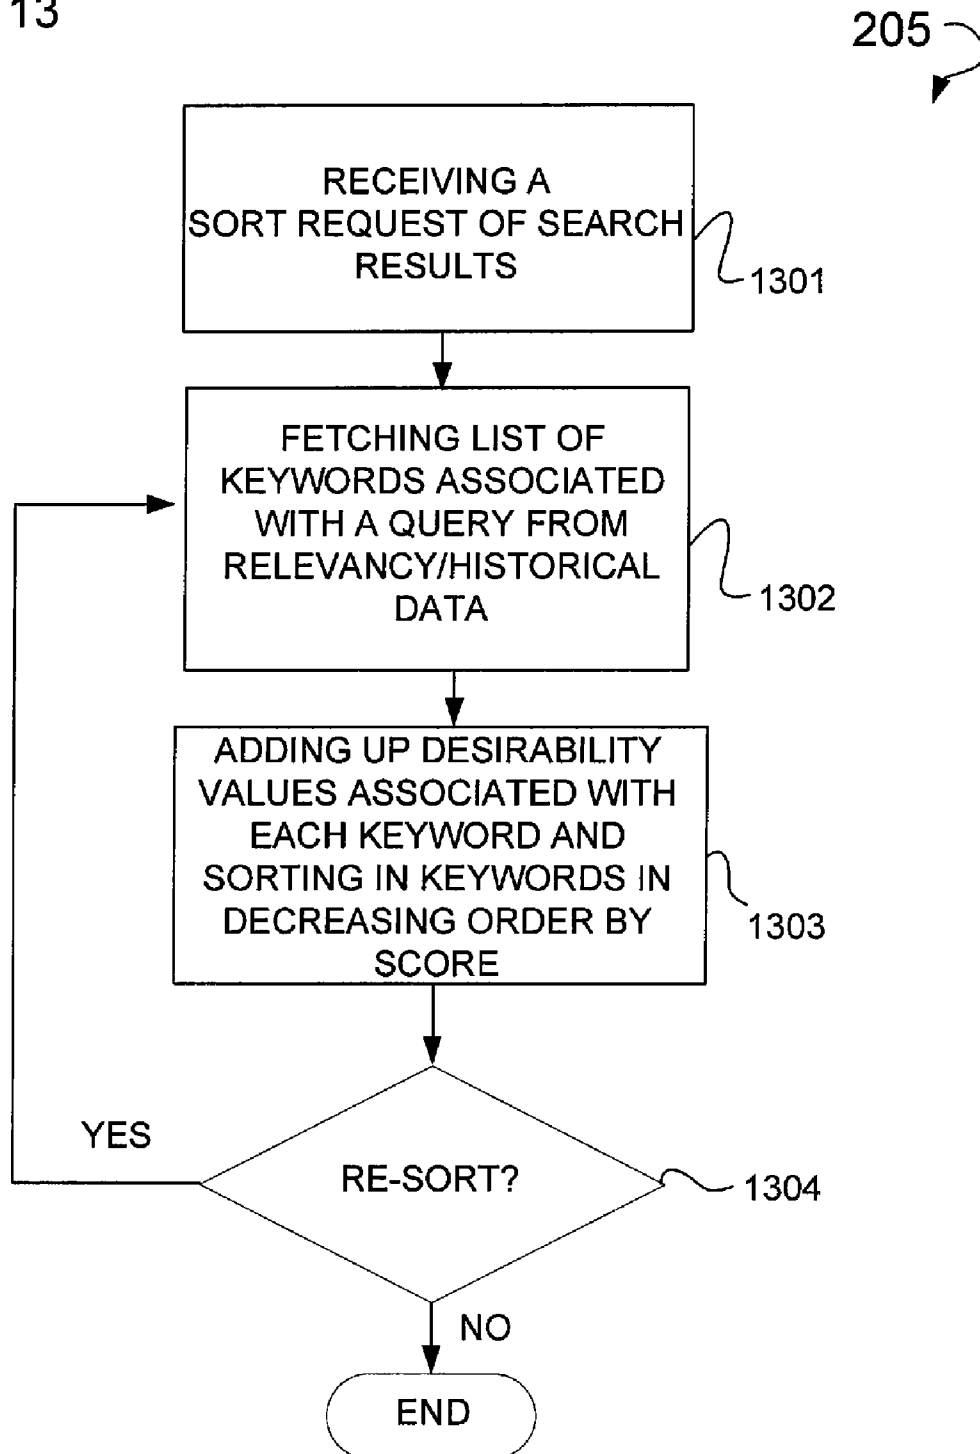 13
205
RECEIVING A
SORT REQUEST OF SEARCH
RESULTS
1301
FETCHING LIST OF
KEYWORDS ASSOCIATED
WITH A QUERY FROM
RELEVANCY/HISTORICAL
DATA
1302
ADDING UP DESIRABILITY
VALUES ASSOCIATED WITH
EACH KEYWORD AND
SORTING IN KEYWORDS IN
DECREASING ORDER BY
SCORE
1303
YES
RE-SORT?
1304
NO
END